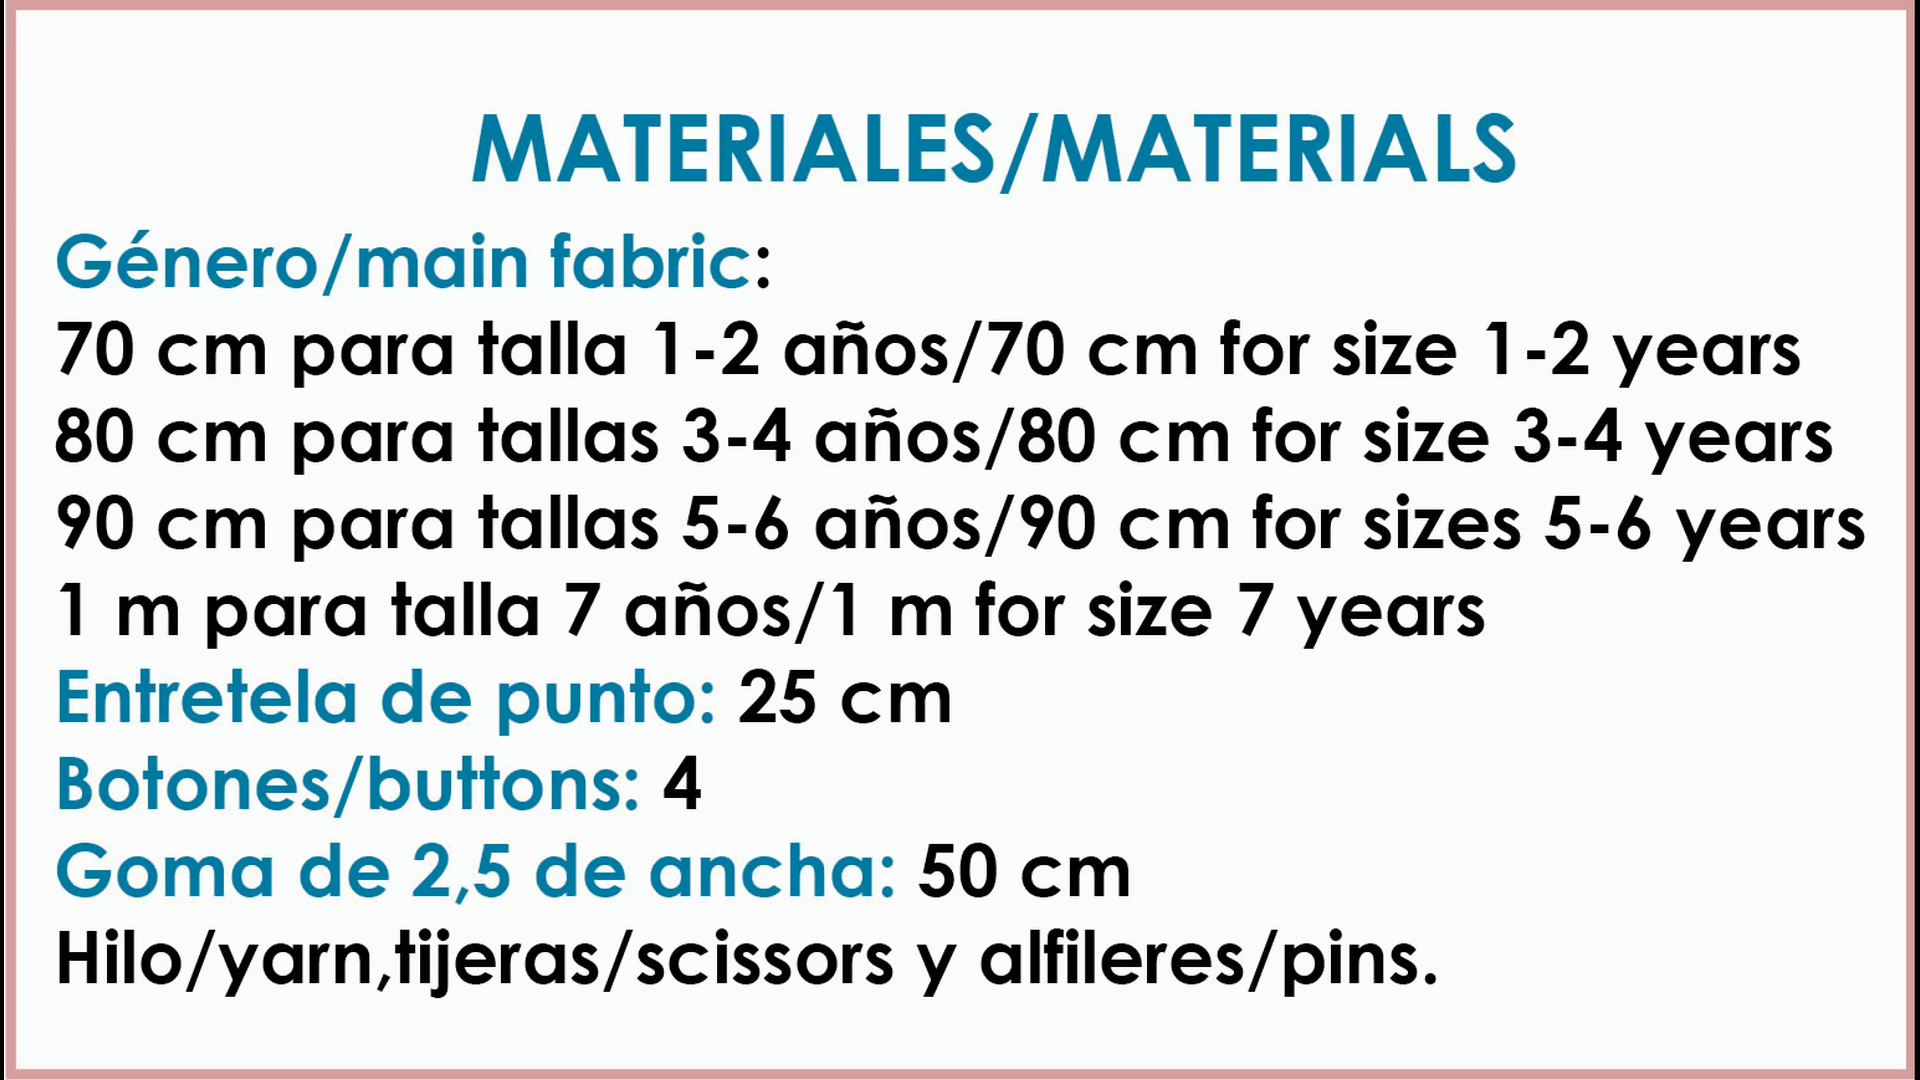 MATERIALES/MATERIALS
Género/main fabric:
70 cm para talla 1-2 años/70 cm for size 1-2 years
80 cm para tallas 3-4 años/80 cm for size 3-4 years
90 cm para tallas 5-6 años/90 cm for sizes 5-6 years
1 m para talla 7 años/1 m for size 7 years
Entretela de punto: 25 cm
Botones/buttons: 4
Goma de 2,5 de ancha: 50 cm
Hilo/yarn,tijeras/scissors y alfileres/pins.